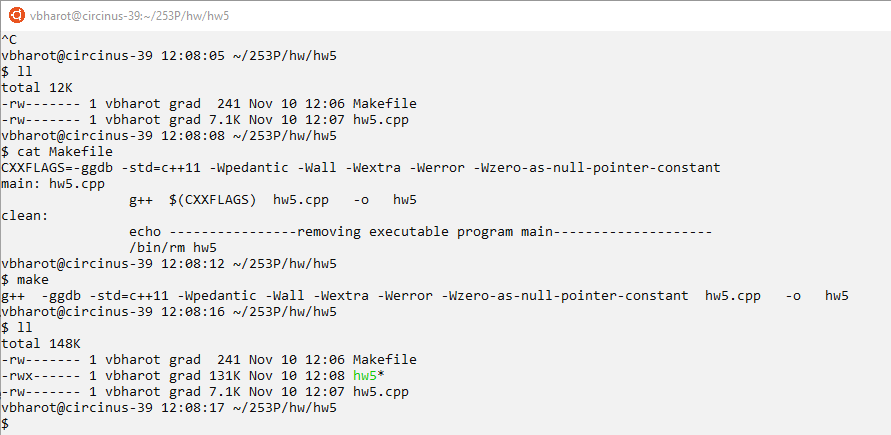 vbharot@circinus-39:~/253P/hw/hw5
^C
vbharot@circinus-39 12:08:05 ~/253P/hw/hw5
$ ll
total 12K
-rw------- 1 vbharot grad  241 Nov 10 12:06 Makefile
-rw------- 1 vbharot grad 7.1K Nov 10 12:07 hw5.cpp
vbharot@circinus-39 12:08:08 ~/253P/hw/hw5
$ cat Makefile
CXXFLAGS=-ggdb -std=c++11 -Wpedantic -Wall -Wextra -Werror -Wzero-as-null-pointer-constant
main: hw5.cpp
                g++  $(CXXFLAGS)  hw5.cpp   -o   hw5
clean:
                echo ----------------removing executable program main--------------------
                /bin/rm hw5
vbharot@circinus-39 12:08:12 ~/253P/hw/hw5
$ make
g++  -ggdb -std=c++11 -Wpedantic -Wall -Wextra -Werror -Wzero-as-null-pointer-constant  hw5.cpp   -o   hw5
vbharot@circinus-39 12:08:16 ~/253P/hw/hw5
$ ll
total 148K
-rw------- 1 vbharot grad  241 Nov 10 12:06 Makefile
-rwx------ 1 vbharot grad 131K Nov 10 12:08 hw5*
-rw------- 1 vbharot grad 7.1K Nov 10 12:07 hw5.cpp
vbharot@circinus-39 12:08:17 ~/253P/hw/hw5
$